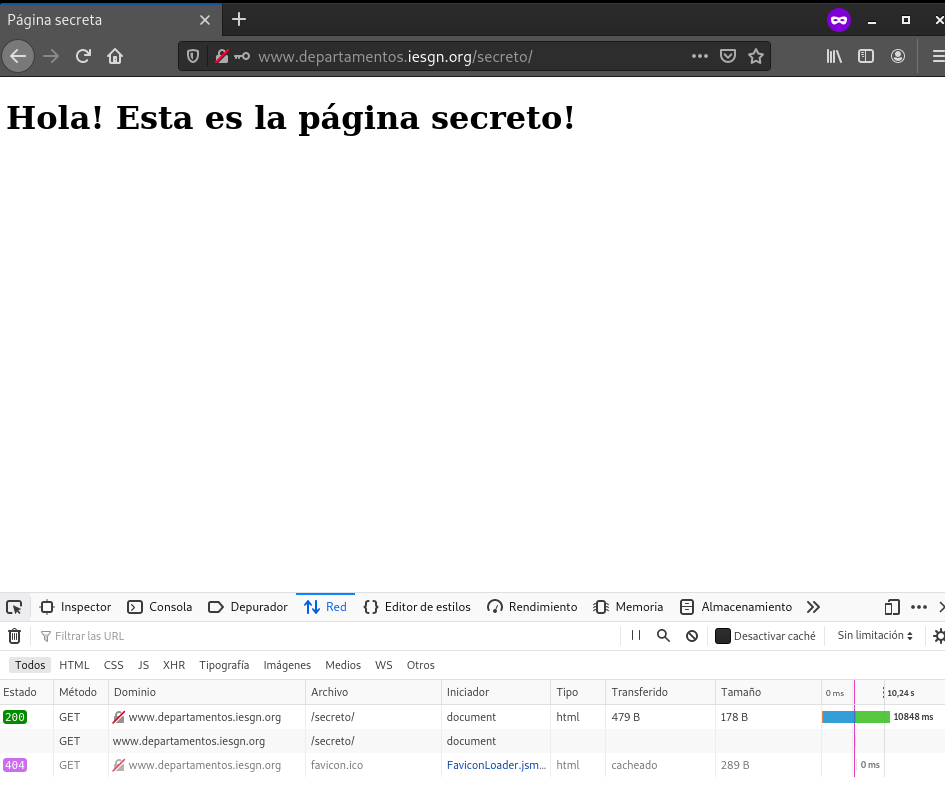 Página secreta
www.departamentos.iesgn.org/secreto/
Hola! Esta es la página secreto!
Inspector Consola Depurador Red Editor de estilos Rendimiento Memoria Almacenamiento
Filtrar las URL Desactivar caché Sin limitación
Todos HTML CSS JS XHR Tipografía Imágenes Medios WS Otros
Estado Método Dominio Archivo Iniciador Tipo Transferido Tamaño 0 ms 10,24 s
200 GET www.departamentos.iesgn.org /secreto/ document html 479 B 178 B 10848 ms
GET www.departamentos.iesgn.org /secreto/ document
404 GET www.departamentos.iesgn.org favicon.ico FaviconLoader.jsm... html cacheado 289 B 0 ms